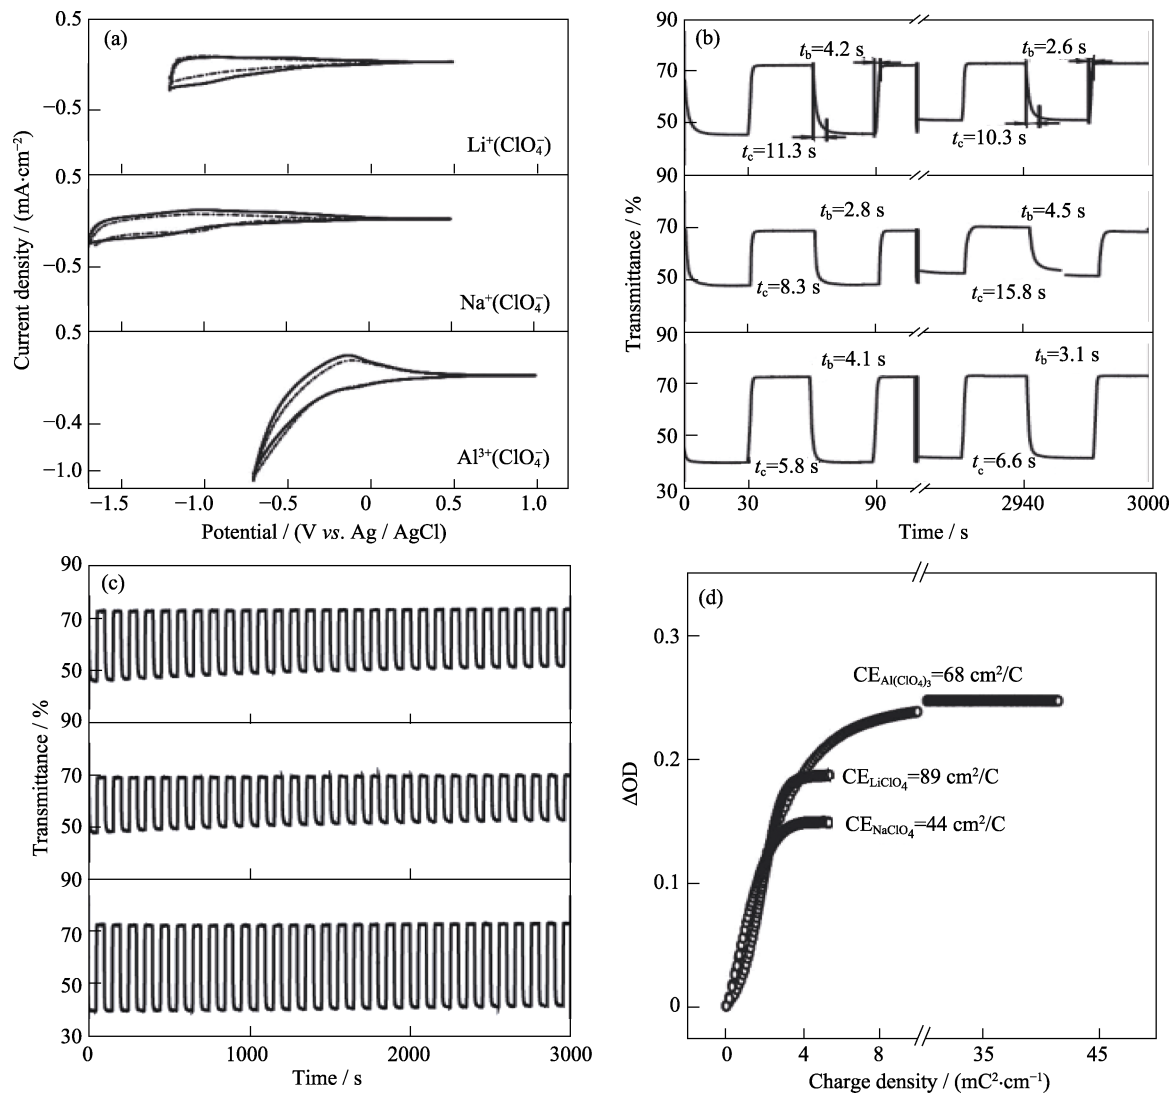 (a)
0.5
−0.5
Li⁺(ClO₄⁻)
0.5
−0.5
Na⁺(ClO₄⁻)
0.5
−0.4
−1.0
Al³⁺(ClO₄⁻)
Current density / (mA·cm⁻²)
−1.5 −1.0 −0.5 0 0.5 1.0
Potential / (V vs. Ag / AgCl)
(b)
90
70
50
90
70
50
90
70
50
30
Transmittance / %
t_b=4.2 s
t_b=2.6 s
t_c=11.3 s
t_c=10.3 s
t_b=2.8 s
t_b=4.5 s
t_c=8.3 s
t_c=15.8 s
t_b=4.1 s
t_b=3.1 s
t_c=5.8 s
t_c=6.6 s
0 30 90 2940 3000
Time / s
(c)
90
70
50
90
70
50
90
70
50
30
Transmittance / %
0 1000 2000 3000
Time / s
(d)
0.3
0.2
0.1
0
ΔOD
CE_Al(ClO₄)₃=68 cm²/C
CE_LiClO₄=89 cm²/C
CE_NaClO₄=44 cm²/C
0 4 8 35 45
Charge density / (mC²·cm⁻¹)